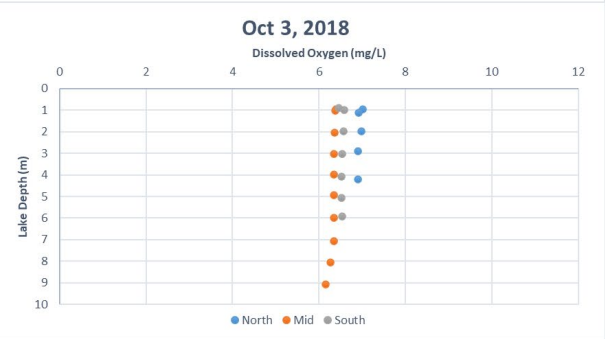 Oct 3, 2018
Dissolved Oxygen (mg/L)
0 2 4 6 8 10 12
0
1
2
3
4
5
6
7
8
9
10
Lake Depth (m)
North Mid South